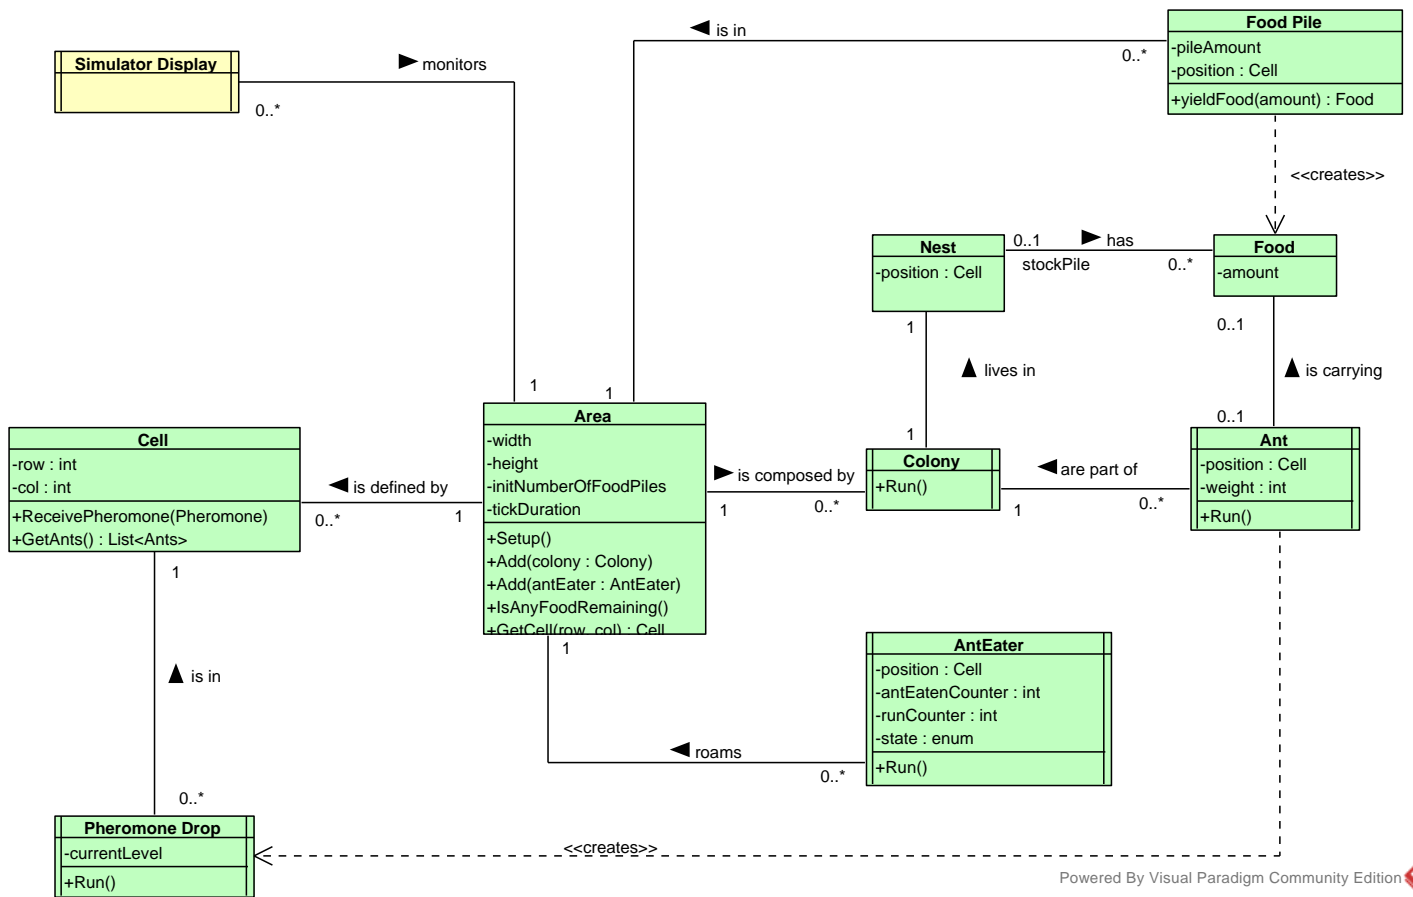 Food Pile
-pileAmount
-position : Cell
+yieldFood(amount) : Food
is in
0..*
Simulator Display
monitors
0..*
<<creates>>
Nest
-position : Cell
0..1
has
stockPile
0..*
Food
-amount
1
0..1
lives in
is carrying
1
1
1
0..1
Area
-width
-height
-initNumberOfFoodPiles
-tickDuration
+Setup()
+Add(colony : Colony)
+Add(antEater : AntEater)
+IsAnyFoodRemaining()
+GetCell(row, col) : Cell
Cell
-row : int
-col : int
+ReceivePheromone(Pheromone)
+GetAnts() : List<Ants>
is defined by
0..*
1
is composed by
1
0..*
Colony
+Run()
are part of
1
0..*
Ant
-position : Cell
-weight : int
+Run()
1
1
AntEater
-position : Cell
-antEatenCounter : int
-runCounter : int
-state : enum
+Run()
is in
roams
0..*
0..*
Pheromone Drop
-currentLevel
+Run()
<<creates>>
Powered By Visual Paradigm Community Edition